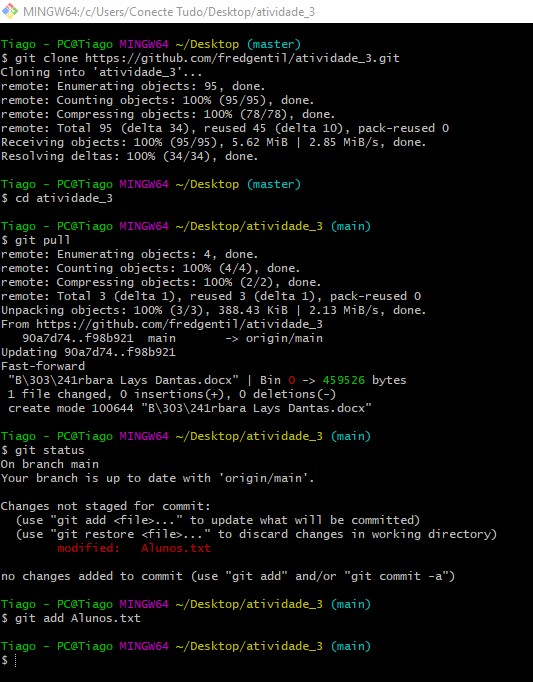 MINGW64:/c/Users/Conecte Tudo/Desktop/atividade_3
Tiago - PC@Tiago MINGW64 ~/Desktop (master)
$ git clone https://github.com/fredgentil/atividade_3.git
Cloning into 'atividade_3'...
remote: Enumerating objects: 95, done.
remote: Counting objects: 100% (95/95), done.
remote: Compressing objects: 100% (78/78), done.
remote: Total 95 (delta 34), reused 45 (delta 10), pack-reused 0
Receiving objects: 100% (95/95), 5.62 MiB | 2.85 MiB/s, done.
Resolving deltas: 100% (34/34), done.
Tiago - PC@Tiago MINGW64 ~/Desktop (master)
$ cd atividade_3
Tiago - PC@Tiago MINGW64 ~/Desktop/atividade_3 (main)
$ git pull
remote: Enumerating objects: 4, done.
remote: Counting objects: 100% (4/4), done.
remote: Compressing objects: 100% (2/2), done.
remote: Total 3 (delta 1), reused 3 (delta 1), pack-reused 0
Unpacking objects: 100% (3/3), 388.43 KiB | 2.13 MiB/s, done.
From https://github.com/fredgentil/atividade_3
90a7d74..f98b921 main -> origin/main
Updating 90a7d74..f98b921
Fast-forward
"B\303\241rbara Lays Dantas.docx" | Bin 0 -> 459526 bytes
1 file changed, 0 insertions(+), 0 deletions(-)
create mode 100644 "B\303\241rbara Lays Dantas.docx"
Tiago - PC@Tiago MINGW64 ~/Desktop/atividade_3 (main)
$ git status
On branch main
Your branch is up to date with 'origin/main'.
Changes not staged for commit:
(use "git add <file>..." to update what will be committed)
(use "git restore <file>..." to discard changes in working directory)
modified: Alunos.txt
no changes added to commit (use "git add" and/or "git commit -a")
Tiago - PC@Tiago MINGW64 ~/Desktop/atividade_3 (main)
$ git add Alunos.txt
Tiago - PC@Tiago MINGW64 ~/Desktop/atividade_3 (main)
$